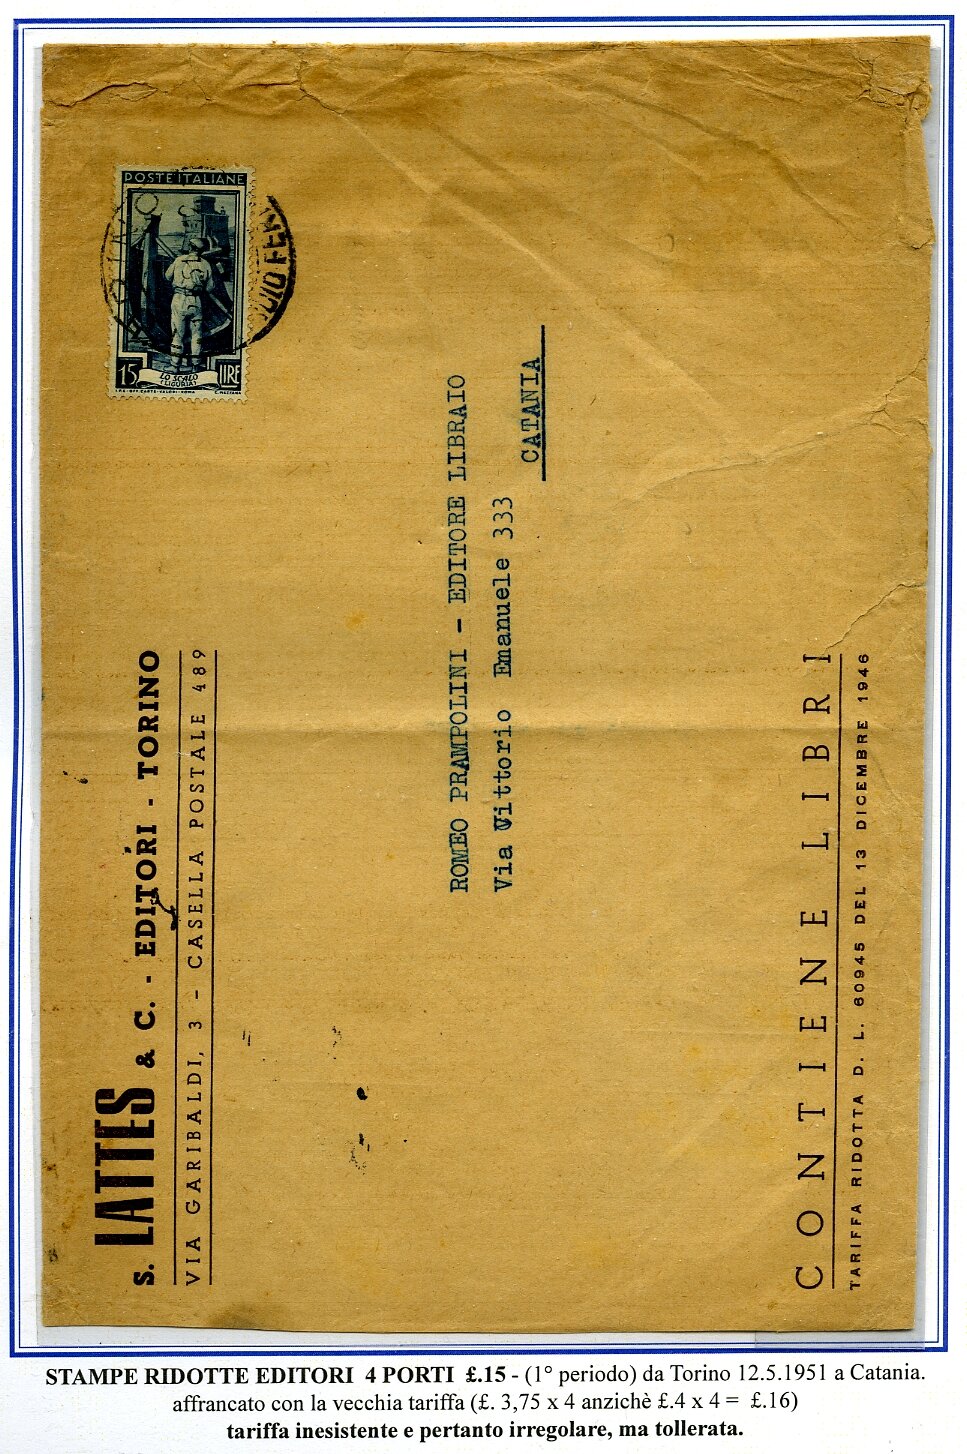 POSTE ITALIANE
15 LIRE
LO SCALO
(LIGURIA)
S. LATTES & C. - EDITORI - TORINO
VIA GARIBALDI, 3 - CASELLA POSTALE 489
ROMEO PRAMPOLINI - EDITORE LIBRAIO
Via Vittorio Emanuele 333
CATANIA
CONTIENE LIBRI
TARIFFA RIDOTTA D. L. 60945 DEL 13 DICEMBRE 1946
STAMPE RIDOTTE EDITORI 4 PORTI £.15 - (1° periodo) da Torino 12.5.1951 a Catania.
affrancato con la vecchia tariffa (£. 3,75 x 4 anzichè £.4 x 4 = £.16)
tariffa inesistente e pertanto irregolare, ma tollerata.